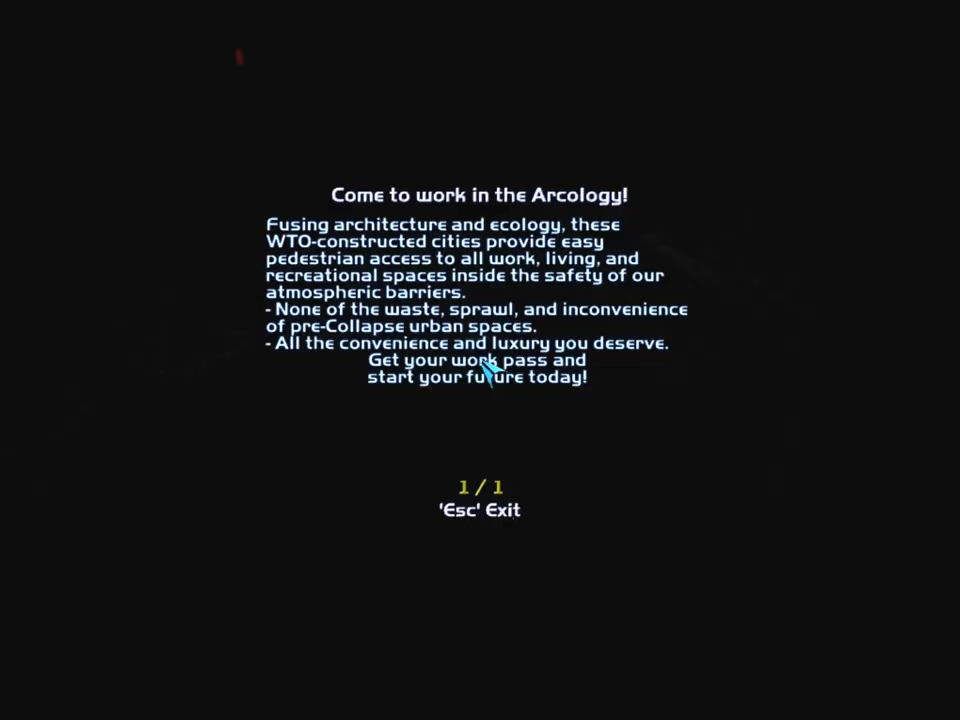 Come to work in the Arcology!
Fusing architecture and ecology, these
WTO-constructed cities provide easy
pedestrian access to all work, living, and
recreational spaces inside the safety of our
atmospheric barriers.
- None of the waste, sprawl, and inconvenience
of pre-Collapse urban spaces.
- All the convenience and luxury you deserve.
Get your work pass and
start your future today!
1 / 1
'Esc' Exit